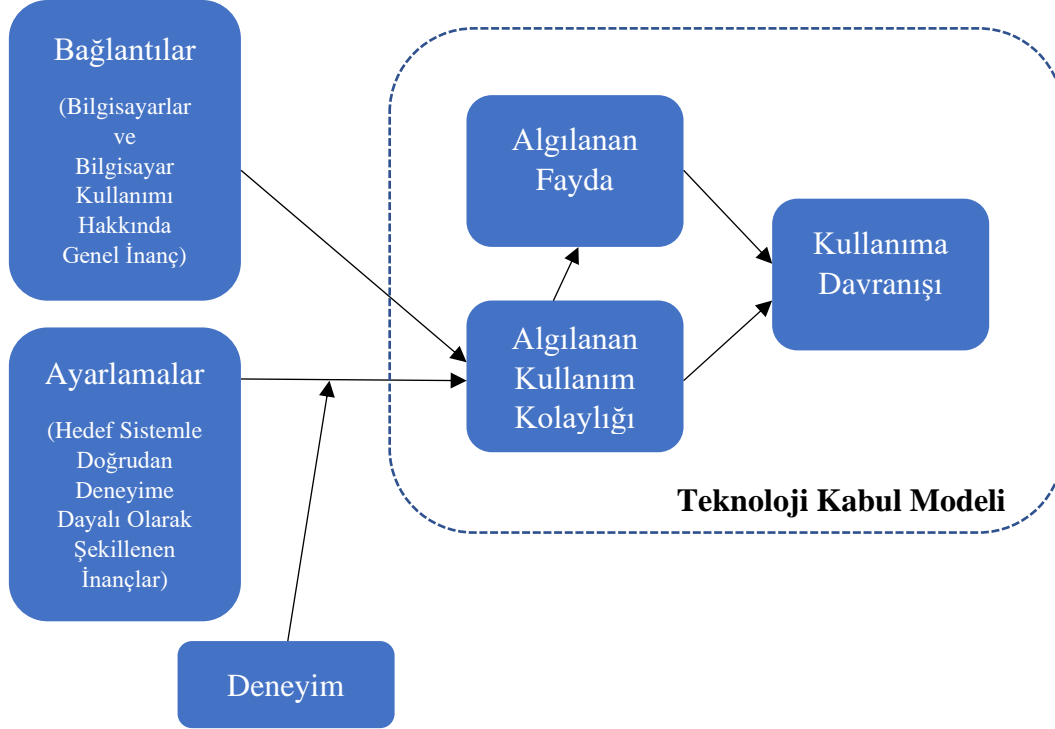 Bağlantılar
(Bilgisayarlar
ve
Bilgisayar
Kullanımı
Hakkında
Genel İnanç)
Ayarlamalar
(Hedef Sistemle
Doğrudan
Deneyime
Dayalı Olarak
Şekillenen
İnançlar)
Deneyim
Algılanan
Fayda
Algılanan
Kullanım
Kolaylığı
Kullanıma
Davranışı
Teknoloji Kabul Modeli